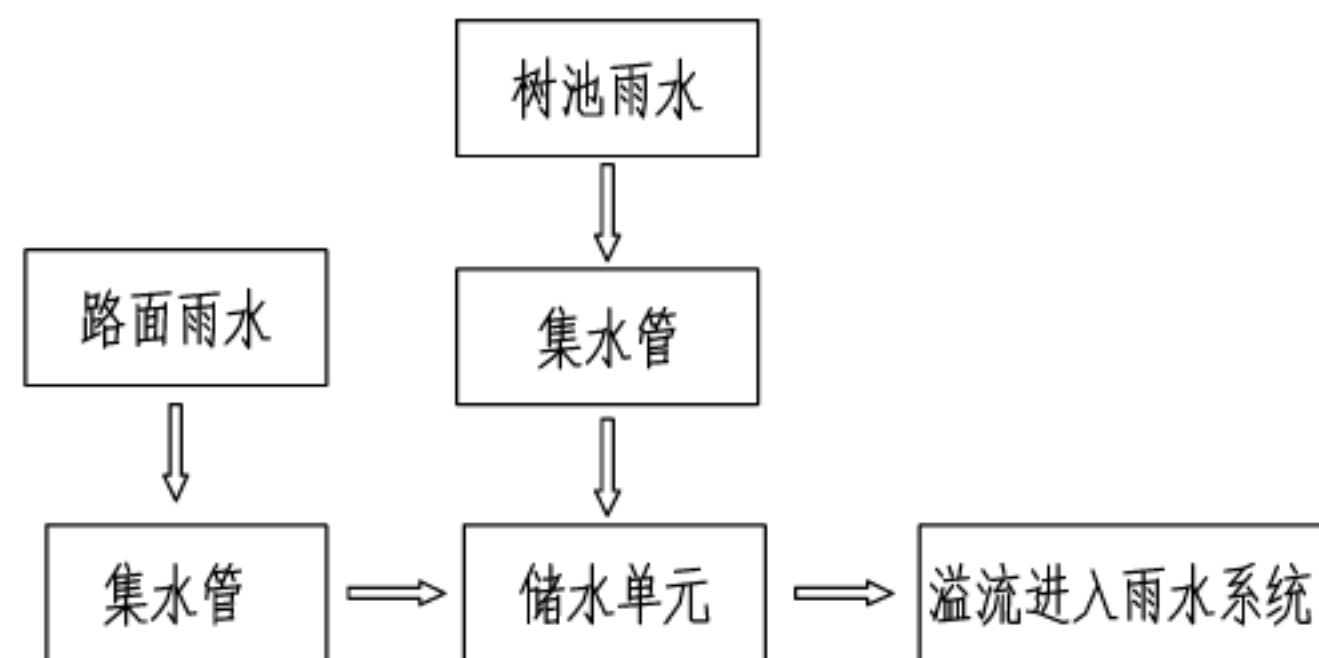 树池雨水
路面雨水
集水管
集水管
储水单元
溢流进入雨水系统